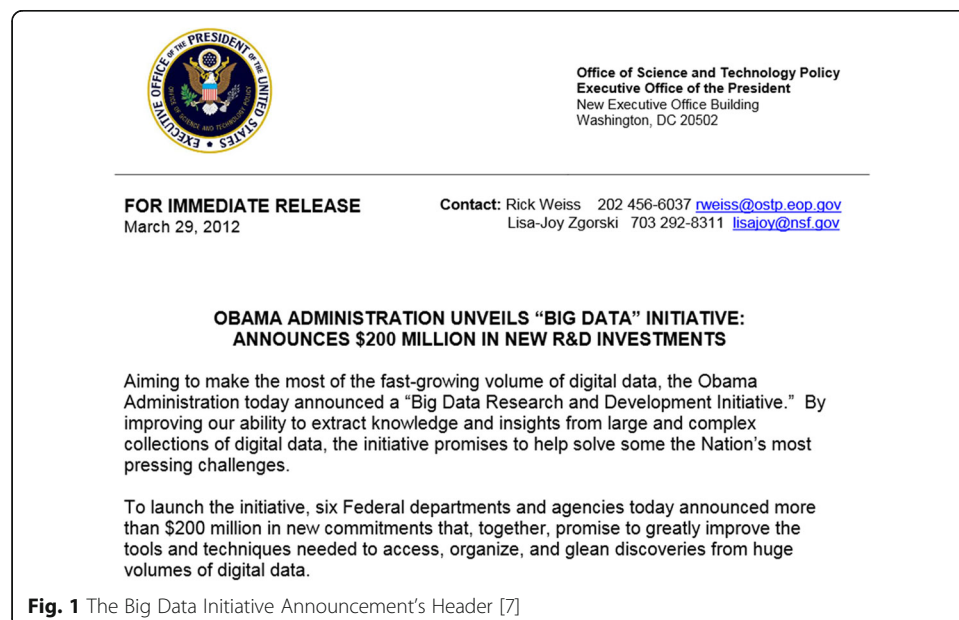 EXECUTIVE OFFICE OF THE PRESIDENT OF THE UNITED STATES
OFFICE OF SCIENCE AND TECHNOLOGY POLICY
Office of Science and Technology Policy
Executive Office of the President
New Executive Office Building
Washington, DC 20502
FOR IMMEDIATE RELEASE
March 29, 2012
Contact: Rick Weiss 202 456-6037 rweiss@ostp.eop.gov
Lisa-Joy Zgorski 703 292-8311 lisajoy@nsf.gov
OBAMA ADMINISTRATION UNVEILS “BIG DATA” INITIATIVE:
ANNOUNCES $200 MILLION IN NEW R&D INVESTMENTS
Aiming to make the most of the fast-growing volume of digital data, the Obama
Administration today announced a “Big Data Research and Development Initiative.” By
improving our ability to extract knowledge and insights from large and complex
collections of digital data, the initiative promises to help solve some the Nation’s most
pressing challenges.
To launch the initiative, six Federal departments and agencies today announced more
than $200 million in new commitments that, together, promise to greatly improve the
tools and techniques needed to access, organize, and glean discoveries from huge
volumes of digital data.
Fig. 1 The Big Data Initiative Announcement’s Header [7]